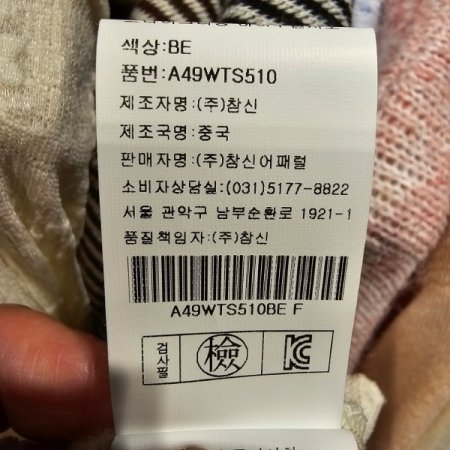 색상:BE
품번:A49WTS510
제조자명:(주)참신
제조국명:중국
판매자명:(주)참신어패럴
소비자상담실:(031)5177-8822
서울 관악구 남부순환로 1921-1
품질책임자:(주)참신
A49WTS510BE F
검사필 檢 KC